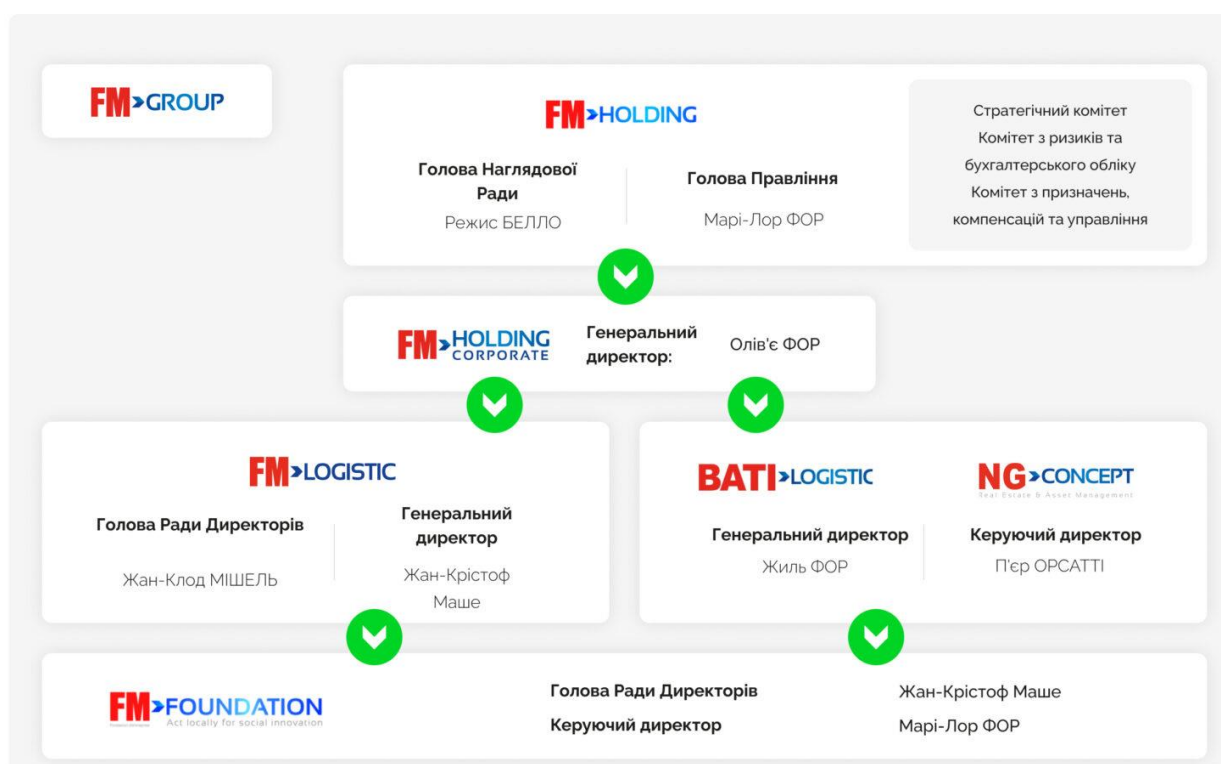 FM GROUP
FM HOLDING
Голова Наглядової
Ради
Режис БЕЛЛО
Голова Правління
Марі-Лор ФОР
Стратегічний комітет
Комітет з ризиків та
бухгалтерського обліку
Комітет з призначень,
компенсацій та управління
FM HOLDING
CORPORATE
Генеральний
директор:
Олів'є ФОР
FM LOGISTIC
Голова Ради Директорів
Жан-Клод МІШЕЛЬ
Генеральний
директор
Жан-Крістоф
Маше
BATI LOGISTIC
Генеральний директор
Жиль ФОР
NG CONCEPT
Real Estate & Asset Management
Керуючий директор
П'єр ОРСАТТІ
FM FOUNDATION
Act locally for social innovation
Голова Ради Директорів
Жан-Крістоф Маше
Керуючий директор
Марі-Лор ФОР